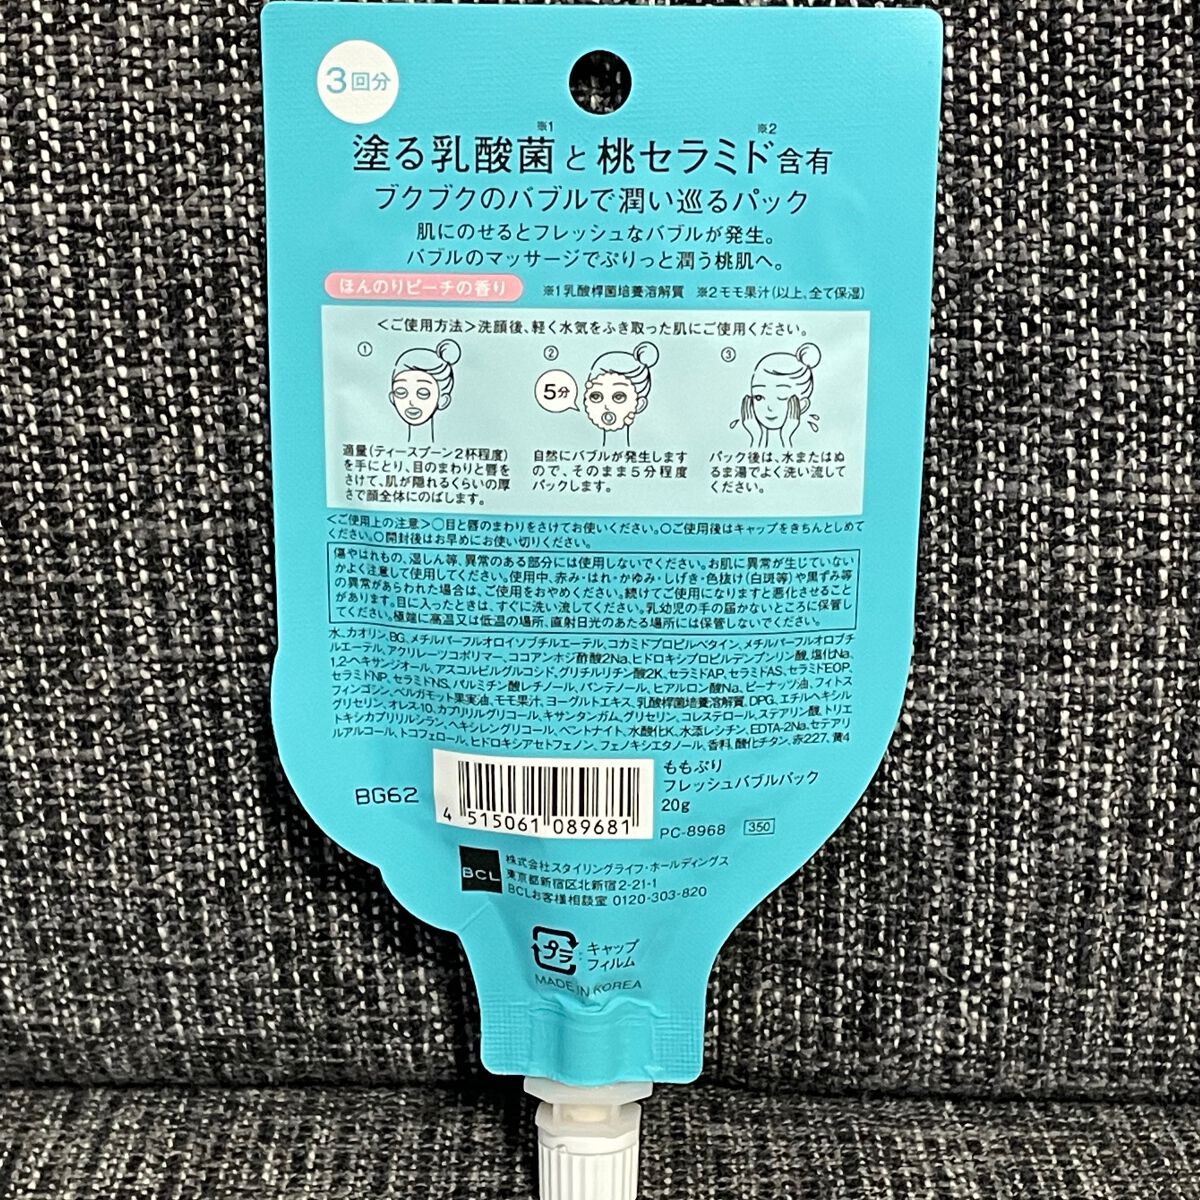 3回分
※1 ※2
塗る乳酸菌と桃セラミド含有
ブクブクのバブルで潤い巡るパック
肌にのせるとフレッシュなバブルが発生。
バブルのマッサージでぷりっと潤う桃肌へ。
ほんのりピーチの香り ※1乳酸桿菌培養溶解質 ※2モモ果汁(以上、全て保湿)
<ご使用方法>洗顔後、軽く水気をふき取った肌にご使用ください。
①
適量(ティースプーン2杯程度)
を手にとり、目のまわりと唇を
さけて、肌が隠れるくらいの厚
さで顔全体にのばします。
②
5分
自然にバブルが発生します
ので、そのまま5分程度
パックします。
③
パック後は、水またはぬ
るま湯でよく洗い流して
ください。
<ご使用上の注意>○目と唇のまわりをさけてお使いください。○ご使用後はキャップをきちんとしめて
ください。○開封後はお早めにお使い切りください。
傷やはれもの、湿しん等、異常のある部分には使用しないでください。お肌に異常が生じていない
かよく注意して使用してください。使用中、赤み・はれ・かゆみ・しげき・色抜け(白斑等)や黒ずみ等
の異常があらわれた場合は、ご使用をおやめください。続けてご使用になりますと悪化させること
があります。目に入ったときは、すぐに洗い流してください。乳幼児の手の届かないところに保管し
てください。極端に高温又は低温の場所、直射日光のあたる場所には保管しないでください。
水、カオリン、BG、メチルパーフルオロイソブチルエーテル、コカミドプロピルベタイン、メチルパーフルオロブチ
ルエーテル、アクリレーツコポリマー、ココアンホジ酢酸2Na、ヒドロキシプロピルデンプンリン酸、塩化Na、
1,2-ヘキサンジオール、アスコルビルグルコシド、グリチルリチン酸2K、セラミドAP、セラミドAS、セラミドEOP、
セラミドNP、セラミドNS、パルミチン酸レチノール、パンテノール、ヒアルロン酸Na、ピーナッツ油、フィトス
フィンゴシン、ベルガモット果実油、モモ果汁、ヨーグルトエキス、乳酸桿菌培養溶解質、DPG、エチルヘキシル
グリセリン、オレス-10、カプリリルグリコール、キサンタンガム、グリセリン、コレステロール、ステアリン酸、トリエ
トキシカプリリルシラン、ヘキシレングリコール、ベントナイト、水酸化K、水添レシチン、EDTA-2Na、セテアリ
ルアルコール、トコフェロール、ヒドロキシアセトフェノン、フェノキシエタノール、香料、酸化チタン、赤227、黄4
BG62
4 515061 089681
ももぷり
フレッシュバブルパック
20g
PC-8968 350
BCL
株式会社スタイリングライフ・ホールディングス
東京都新宿区北新宿2-21-1
BCLお客様相談室 0120-303-820
プラ
キャップ
フィルム
MADE IN KOREA